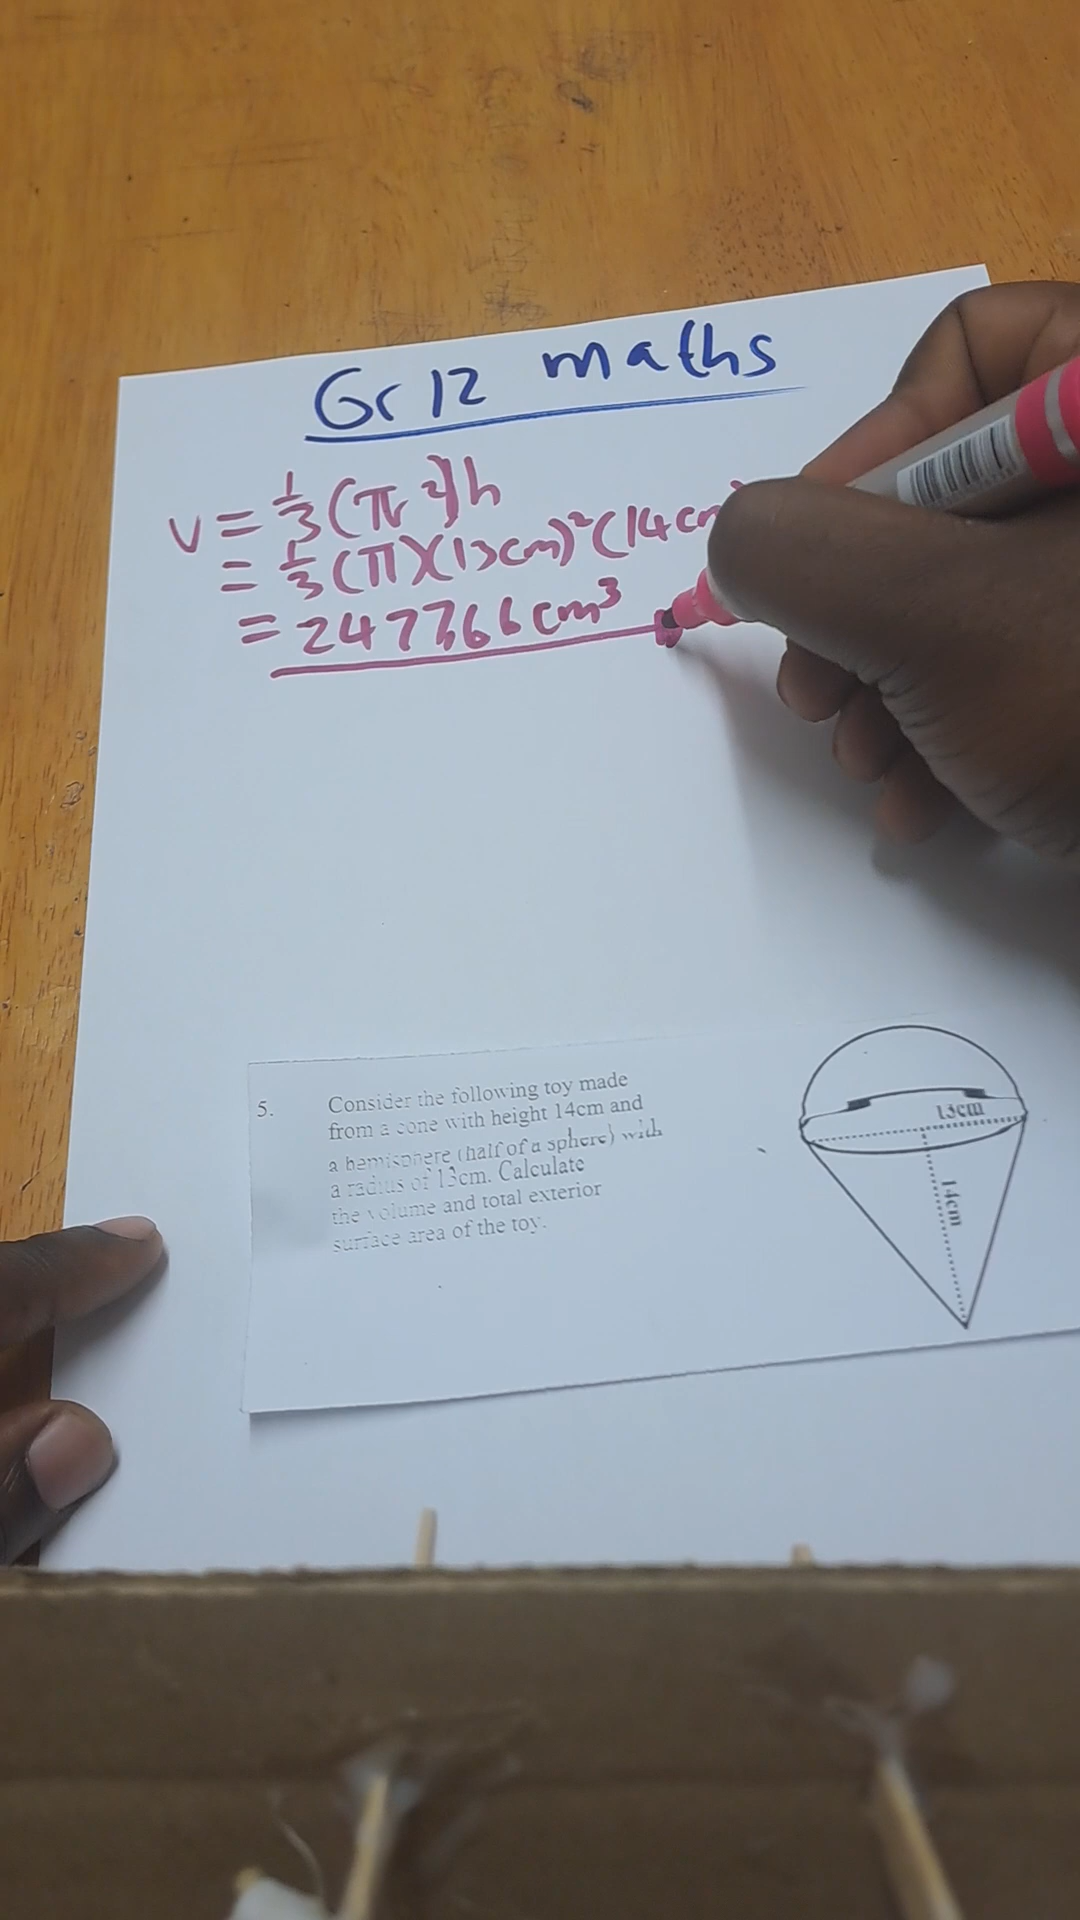 Gr 12 maths
V = 1/3 (πr²)h
= 1/3 (π)(13cm)²(14cm
= 2477,66 cm³
5. Consider the following toy made
from a cone with height 14cm and
a hemisphere (half of a sphere) with
a radius of 13cm. Calculate
the volume and total exterior
surface area of the toy.
13cm
14cm